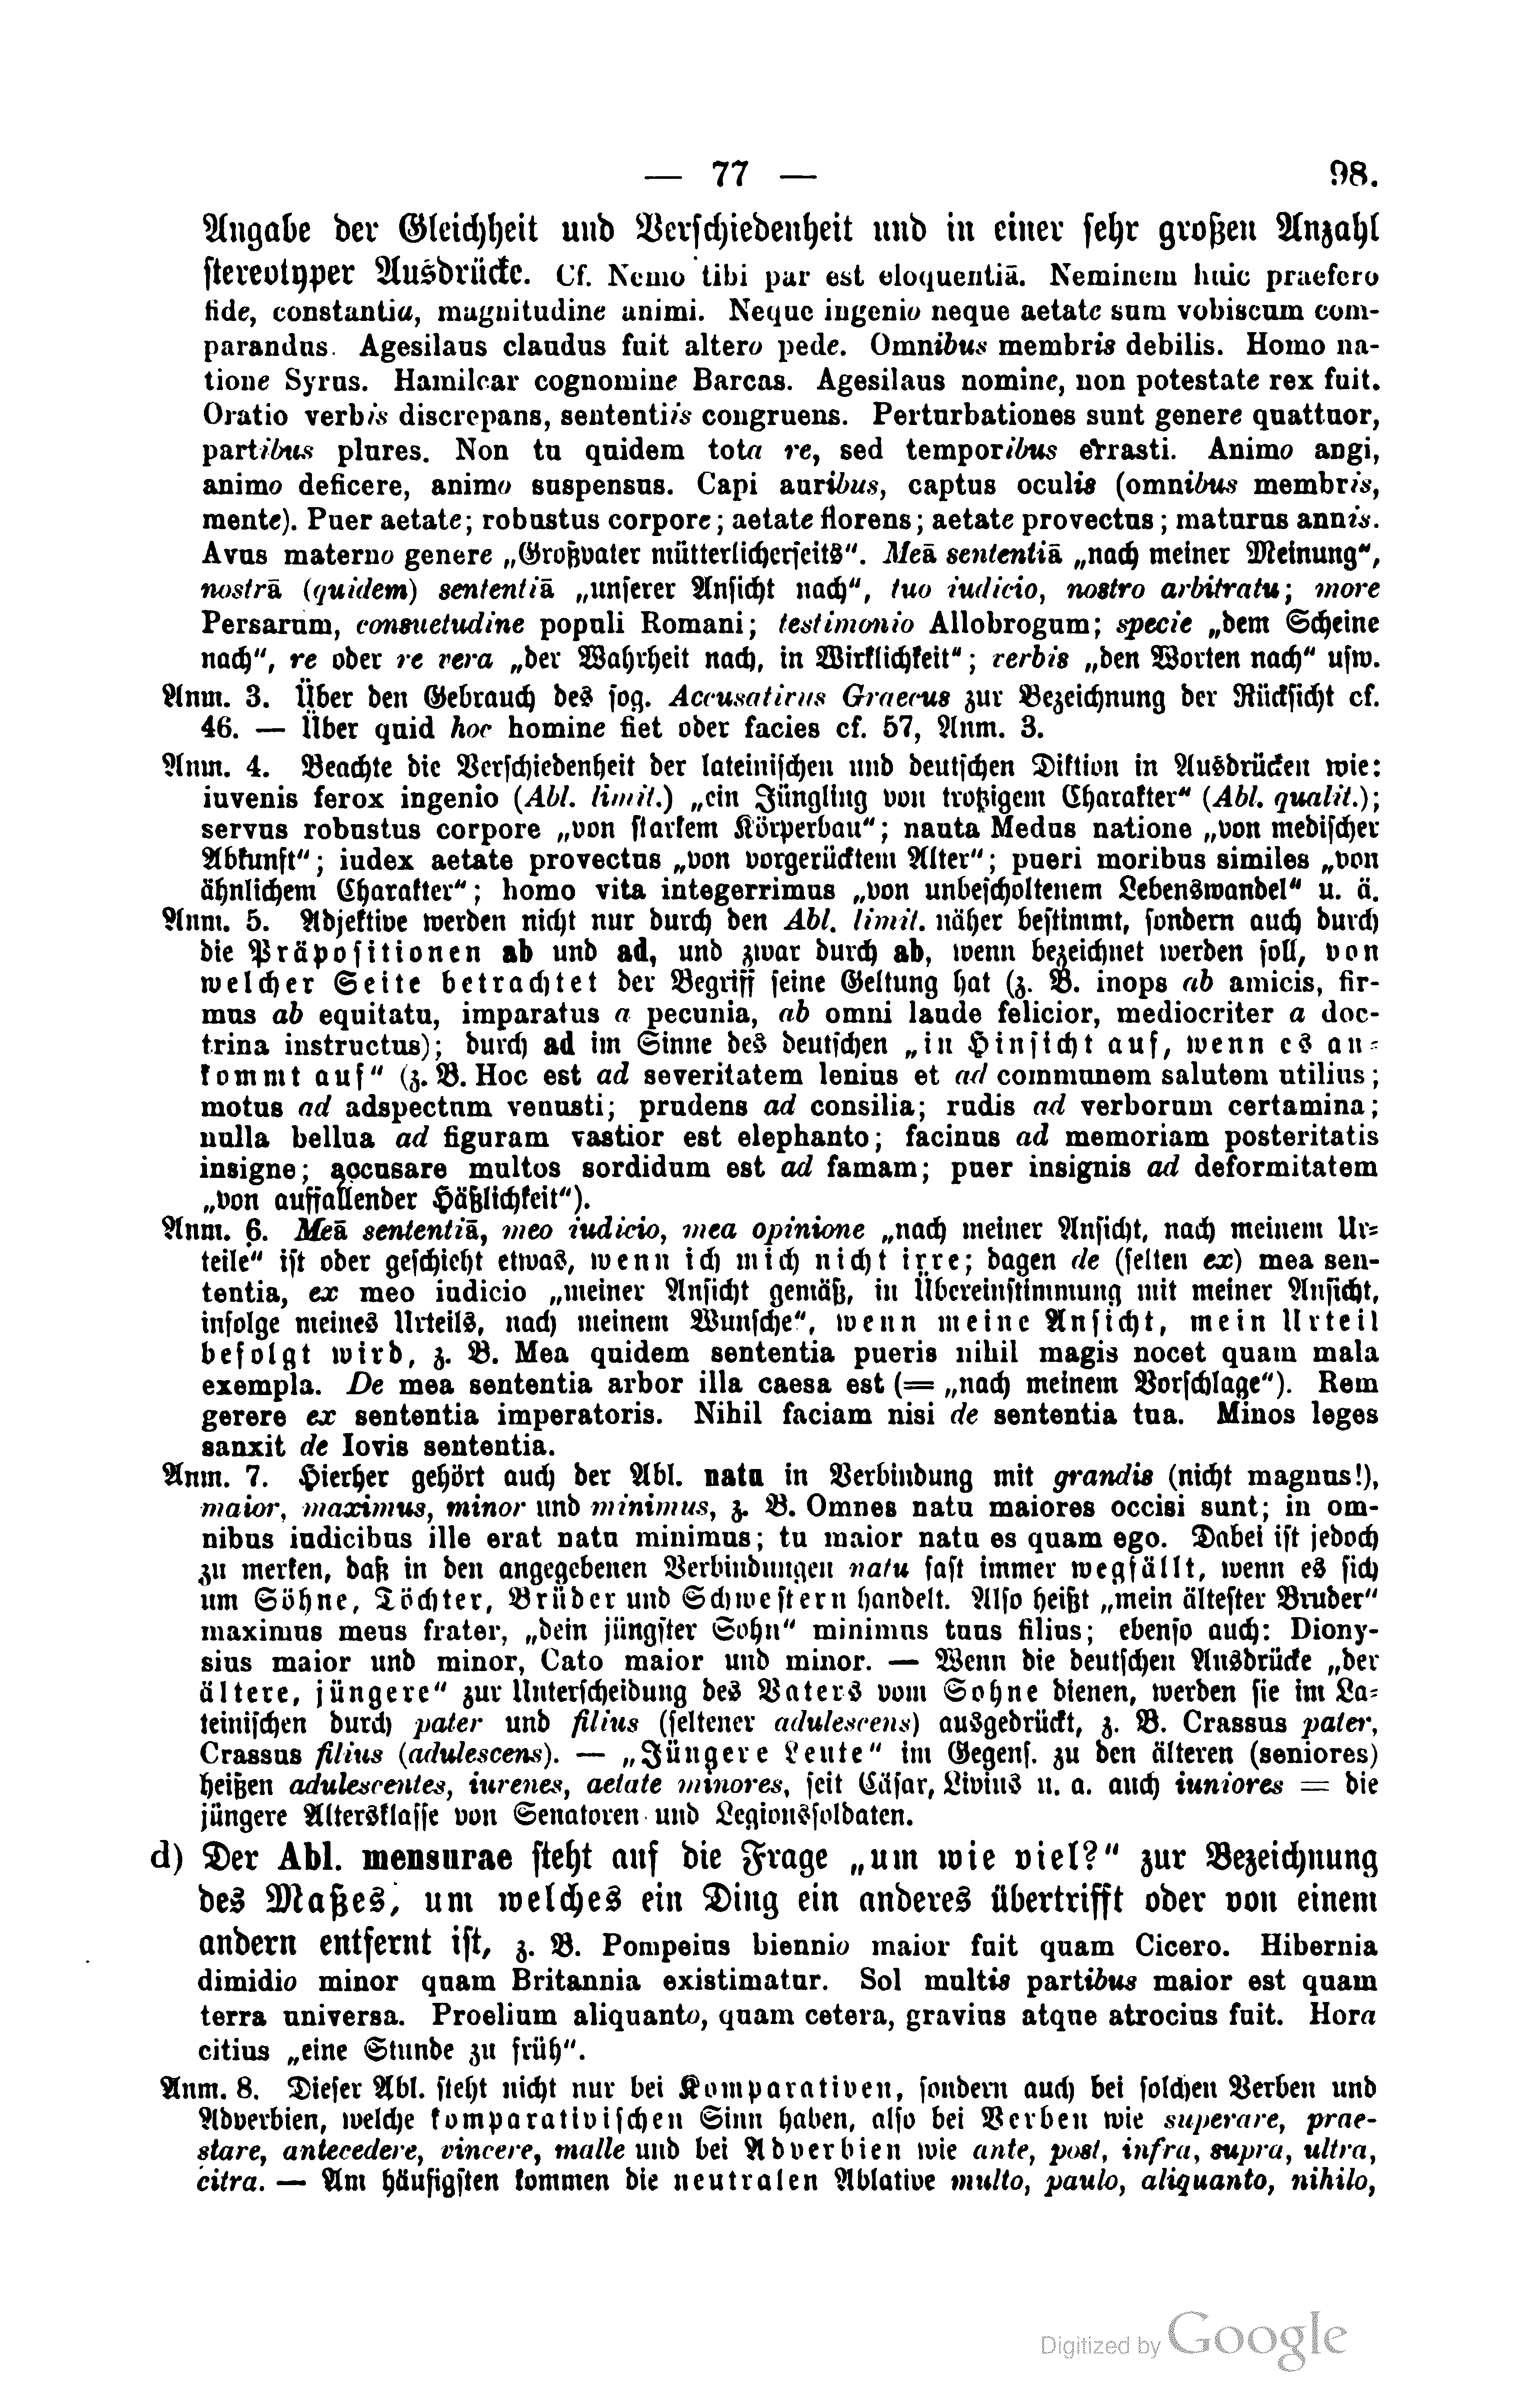 — 77 — 98.
Angabe der Gleichheit und Verschiedenheit und in einer sehr großen Anzahl
stereotyper Ausdrücke. Cf. Nemo tibi par est eloquentiā. Neminem huic praefero
fide, constantia, magnitudine animi. Neque ingenio neque aetate sum vobiscum com-
parandus. Agesilaus claudus fuit altero pede. Omnibus membris debilis. Homo na-
tione Syrus. Hamilcar cognomine Barcas. Agesilaus nomine, non potestate rex fuit.
Oratio verbis discrepans, sententiis congruens. Perturbationes sunt genere quattuor,
partibus plures. Non tu quidem tota re, sed temporibus errasti. Animo angi,
animo deficere, animo suspensus. Capi auribus, captus oculis (omnibus membris,
mente). Puer aetate; robustus corpore; aetate florens; aetate provectus; maturus annis.
Avus materno genere „Großvater mütterlicherseits“. Meā sententiā „nach meiner Meinung“,
nostrā (quidem) sententiā „unserer Ansicht nach“, tuo iudicio, nostro arbitratu; more
Persarum, consuetudine populi Romani; testimonio Allobrogum; specie „dem Scheine
nach“, re oder re vera „der Wahrheit nach, in Wirklichkeit“; verbis „den Worten nach“ usw.
Anm. 3. Über den Gebrauch des sog. Accusativus Graecus zur Bezeichnung der Rücksicht cf.
46. — Über quid hoc homine fiet oder facies cf. 57, Anm. 3.
Anm. 4. Beachte die Verschiedenheit der lateinischen und deutschen Diktion in Ausdrücken wie:
iuvenis ferox ingenio (Abl. limit.) „ein Jüngling von trotzigem Charakter“ (Abl. qualit.);
servus robustus corpore „von starkem Körperbau“; nauta Medus natione „von medischer
Abkunft“; iudex aetate provectus „von vorgerücktem Alter“; pueri moribus similes „von
ähnlichem Charakter“; homo vita integerrimus „von unbescholtenem Lebenswandel“ u. ä.
Anm. 5. Adjektive werden nicht nur durch den Abl. limit. näher bestimmt, sondern auch durch
die Präpositionen ab und ad, und zwar durch ab, wenn bezeichnet werden soll, von
welcher Seite betrachtet der Begriff seine Geltung hat (z. B. inops ab amicis, fir-
mus ab equitatu, imparatus a pecunia, ab omni laude felicior, mediocriter a doc-
trina instructus); durch ad im Sinne des deutschen „in Hinsicht auf, wenn es an-
kommt auf“ (z. B. Hoc est ad severitatem lenius et ad communem salutem utilius;
motus ad adspectum venusti; prudens ad consilia; rudis ad verborum certamina;
nulla bellua ad figuram vastior est elephanto; facinus ad memoriam posteritatis
insigne; accusare multos sordidum est ad famam; puer insignis ad deformitatem
„von auffallender Häßlichkeit“).
Anm. 6. Meā sententiā, meo iudicio, mea opinione „nach meiner Ansicht, nach meinem Ur-
teile“ ist oder geschieht etwas, wenn ich mich nicht irre; dagen de (selten ex) mea sen-
tentia, ex meo iudicio „meiner Ansicht gemäß, in Übereinstimmung mit meiner Ansicht,
infolge meines Urteils, nach meinem Wunsche“, wenn meine Ansicht, mein Urteil
befolgt wird, z. B. Mea quidem sententia pueris nihil magis nocet quam mala
exempla. De mea sententia arbor illa caesa est (= „nach meinem Vorschlage“). Rem
gerere ex sententia imperatoris. Nihil faciam nisi de sententia tua. Minos leges
sanxit de Iovis sententia.
Anm. 7. Hierher gehört auch der Abl. natu in Verbindung mit grandis (nicht magnus!),
maior, maximus, minor und minimus, z. B. Omnes natu maiores occisi sunt; in om-
nibus iudicibus ille erat natu minimus; tu maior natu es quam ego. Dabei ist jedoch
zu merken, daß in den angegebenen Verbindungen natu fast immer wegfällt, wenn es sich
um Söhne, Töchter, Brüder und Schwestern handelt. Also heißt „mein ältester Bruder“
maximus meus frater, „dein jüngster Sohn“ minimus tuus filius; ebenso auch: Diony-
sius maior und minor, Cato maior und minor. — Wenn die deutschen Ausdrücke „der
ältere, jüngere“ zur Unterscheidung des Vaters vom Sohne dienen, werden sie im La-
teinischen durch pater und filius (seltener adulescens) ausgedrückt, z. B. Crassus pater,
Crassus filius (adulescens). — „Jüngere Leute“ im Gegens. zu den älteren (seniores)
heißen adulescentes, iuvenes, aetate minores, seit Cäsar, Livius u. a. auch iuniores = die
jüngere Altersklasse von Senatoren und Legionssoldaten.
d) Der Abl. mensurae steht auf die Frage „um wie viel?“ zur Bezeichnung
des Maßes, um welches ein Ding ein anderes übertrifft oder von einem
andern entfernt ist, z. B. Pompeius biennio maior fuit quam Cicero. Hibernia
dimidio minor quam Britannia existimatur. Sol multis partibus maior est quam
terra universa. Proelium aliquanto, quam cetera, gravius atque atrocius fuit. Hora
citius „eine Stunde zu früh“.
Anm. 8. Dieser Abl. steht nicht nur bei Komparativen, sondern auch bei solchen Verben und
Adverbien, welche komparativischen Sinn haben, also bei Verben wie superare, prae-
stare, antecedere, vincere, malle und bei Adverbien wie ante, post, infra, supra, ultra,
citra. — Am häufigsten kommen die neutralen Ablative multo, paulo, aliquanto, nihilo,
Digitized by Google